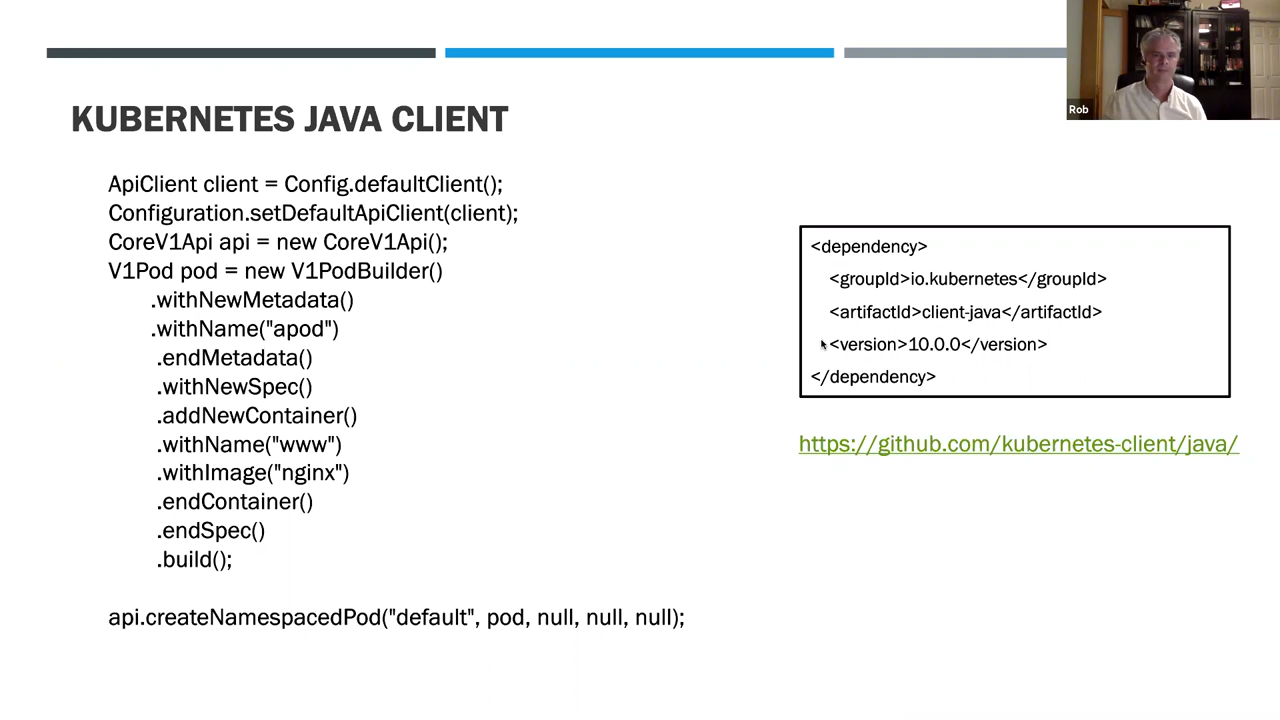 Rob
KUBERNETES JAVA CLIENT
ApiClient client = Config.defaultClient();
Configuration.setDefaultApiClient(client);
CoreV1Api api = new CoreV1Api();
V1Pod pod = new V1PodBuilder()
.withNewMetadata()
.withName("apod")
.endMetadata()
.withNewSpec()
.addNewContainer()
.withName("www")
.withImage("nginx")
.endContainer()
.endSpec()
.build();
api.createNamespacedPod("default", pod, null, null, null);
<dependency>
<groupId>io.kubernetes</groupId>
<artifactId>client-java</artifactId>
<version>10.0.0</version>
</dependency>
https://github.com/kubernetes-client/java/